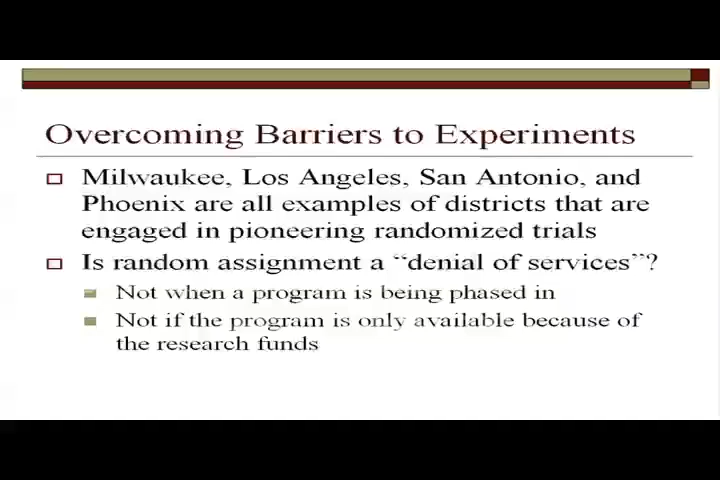 Overcoming Barriers to Experiments
Milwaukee, Los Angeles, San Antonio, and
Phoenix are all examples of districts that are
engaged in pioneering randomized trials
Is random assignment a “denial of services”?
Not when a program is being phased in
Not if the program is only available because of
the research funds